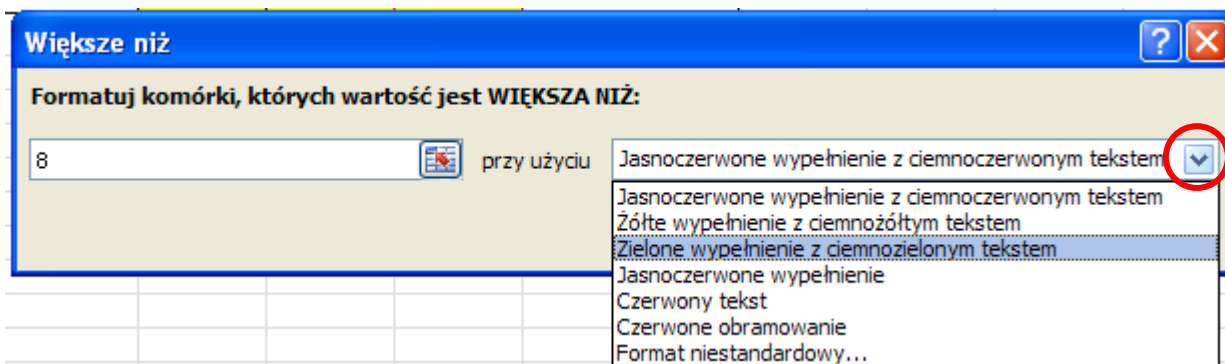 Większe niż
Formatuj komórki, których wartość jest WIĘKSZA NIŻ:
8 przy użyciu Jasnoczerwone wypełnienie z ciemnoczerwonym tekstem
Jasnoczerwone wypełnienie z ciemnoczerwonym tekstem
Żółte wypełnienie z ciemnożółtym tekstem
Zielone wypełnienie z ciemnozielonym tekstem
Jasnoczerwone wypełnienie
Czerwony tekst
Czerwone obramowanie
Format niestandardowy...